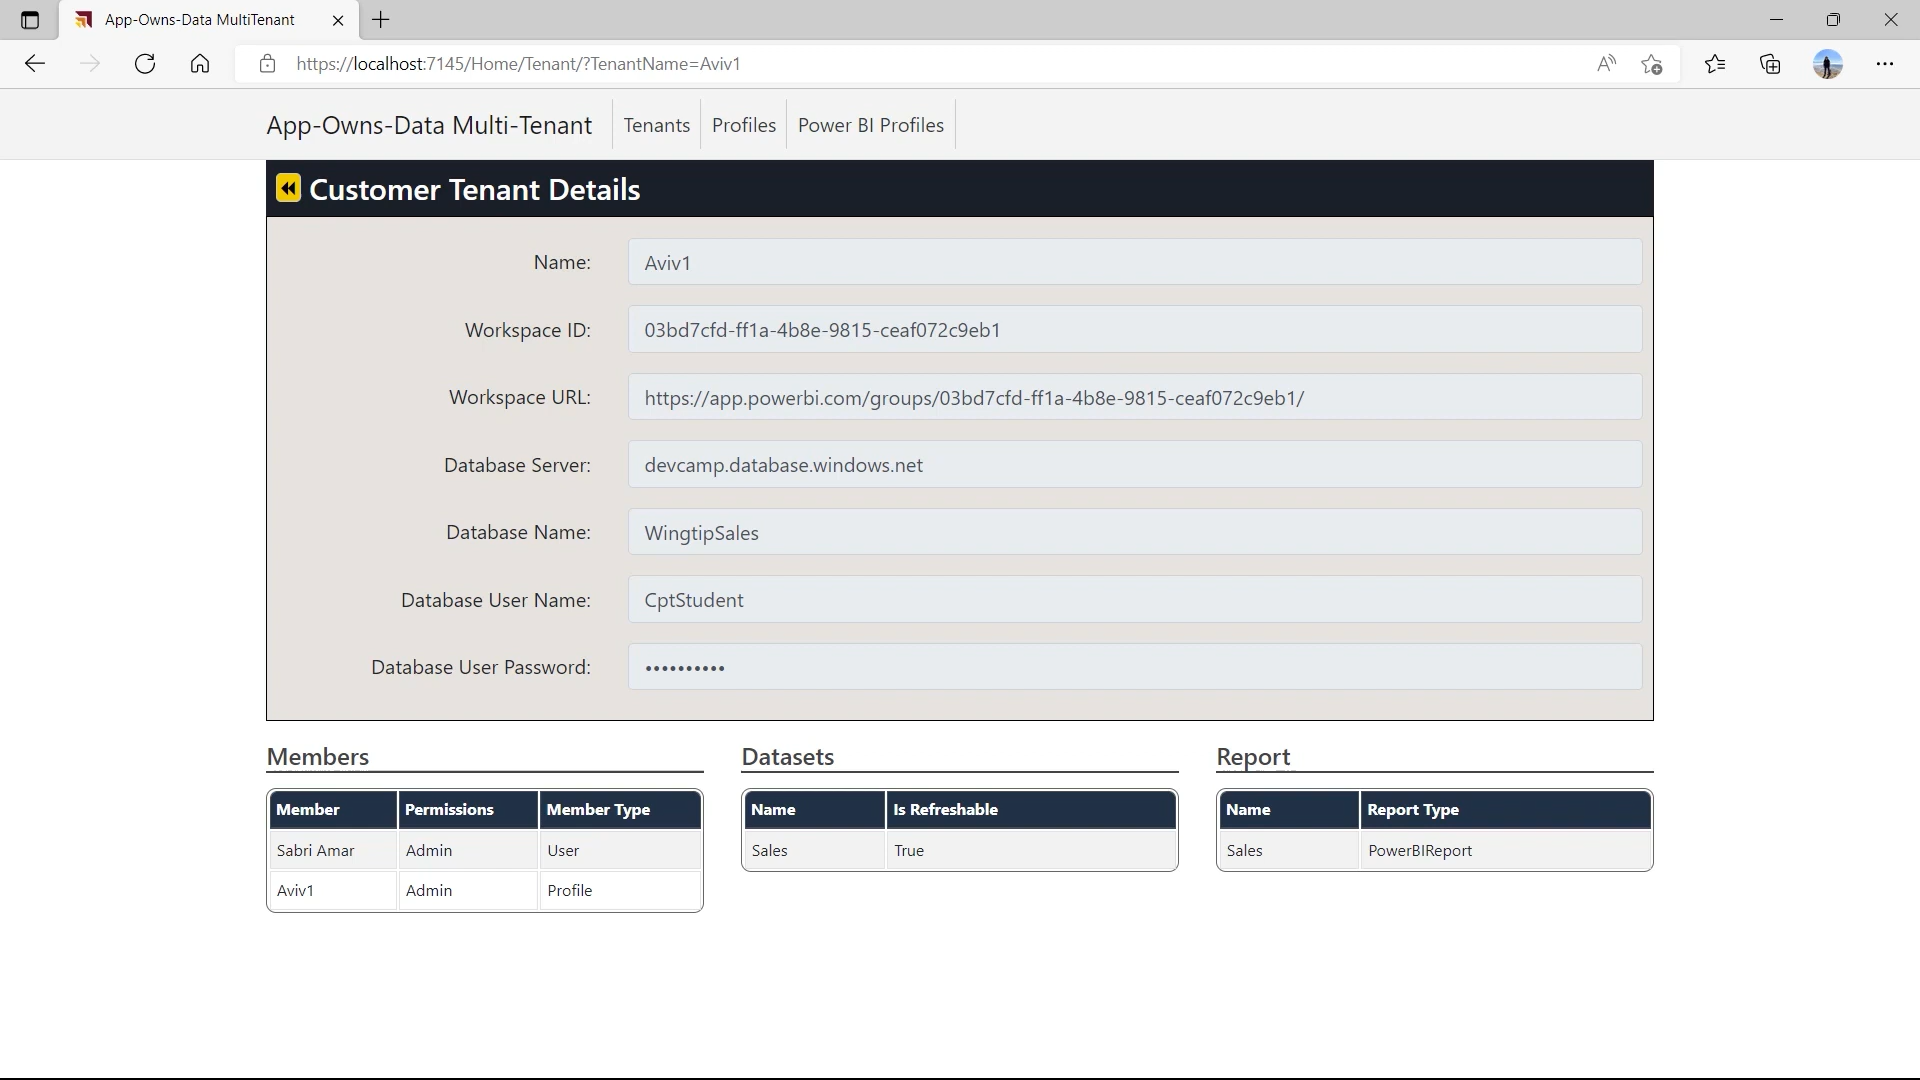 App-Owns-Data MultiTenant
https://localhost:7145/Home/Tenant/?TenantName=Aviv1
App-Owns-Data Multi-Tenant Tenants Profiles Power BI Profiles
Customer Tenant Details
Name: Aviv1
Workspace ID: 03bd7cfd-ff1a-4b8e-9815-ceaf072c9eb1
Workspace URL: https://app.powerbi.com/groups/03bd7cfd-ff1a-4b8e-9815-ceaf072c9eb1/
Database Server: devcamp.database.windows.net
Database Name: WingtipSales
Database User Name: CptStudent
Database User Password: ••••••••••
Members
Member Permissions Member Type
Sabri Amar Admin User
Aviv1 Admin Profile
Datasets
Name Is Refreshable
Sales True
Report
Name Report Type
Sales PowerBIReport